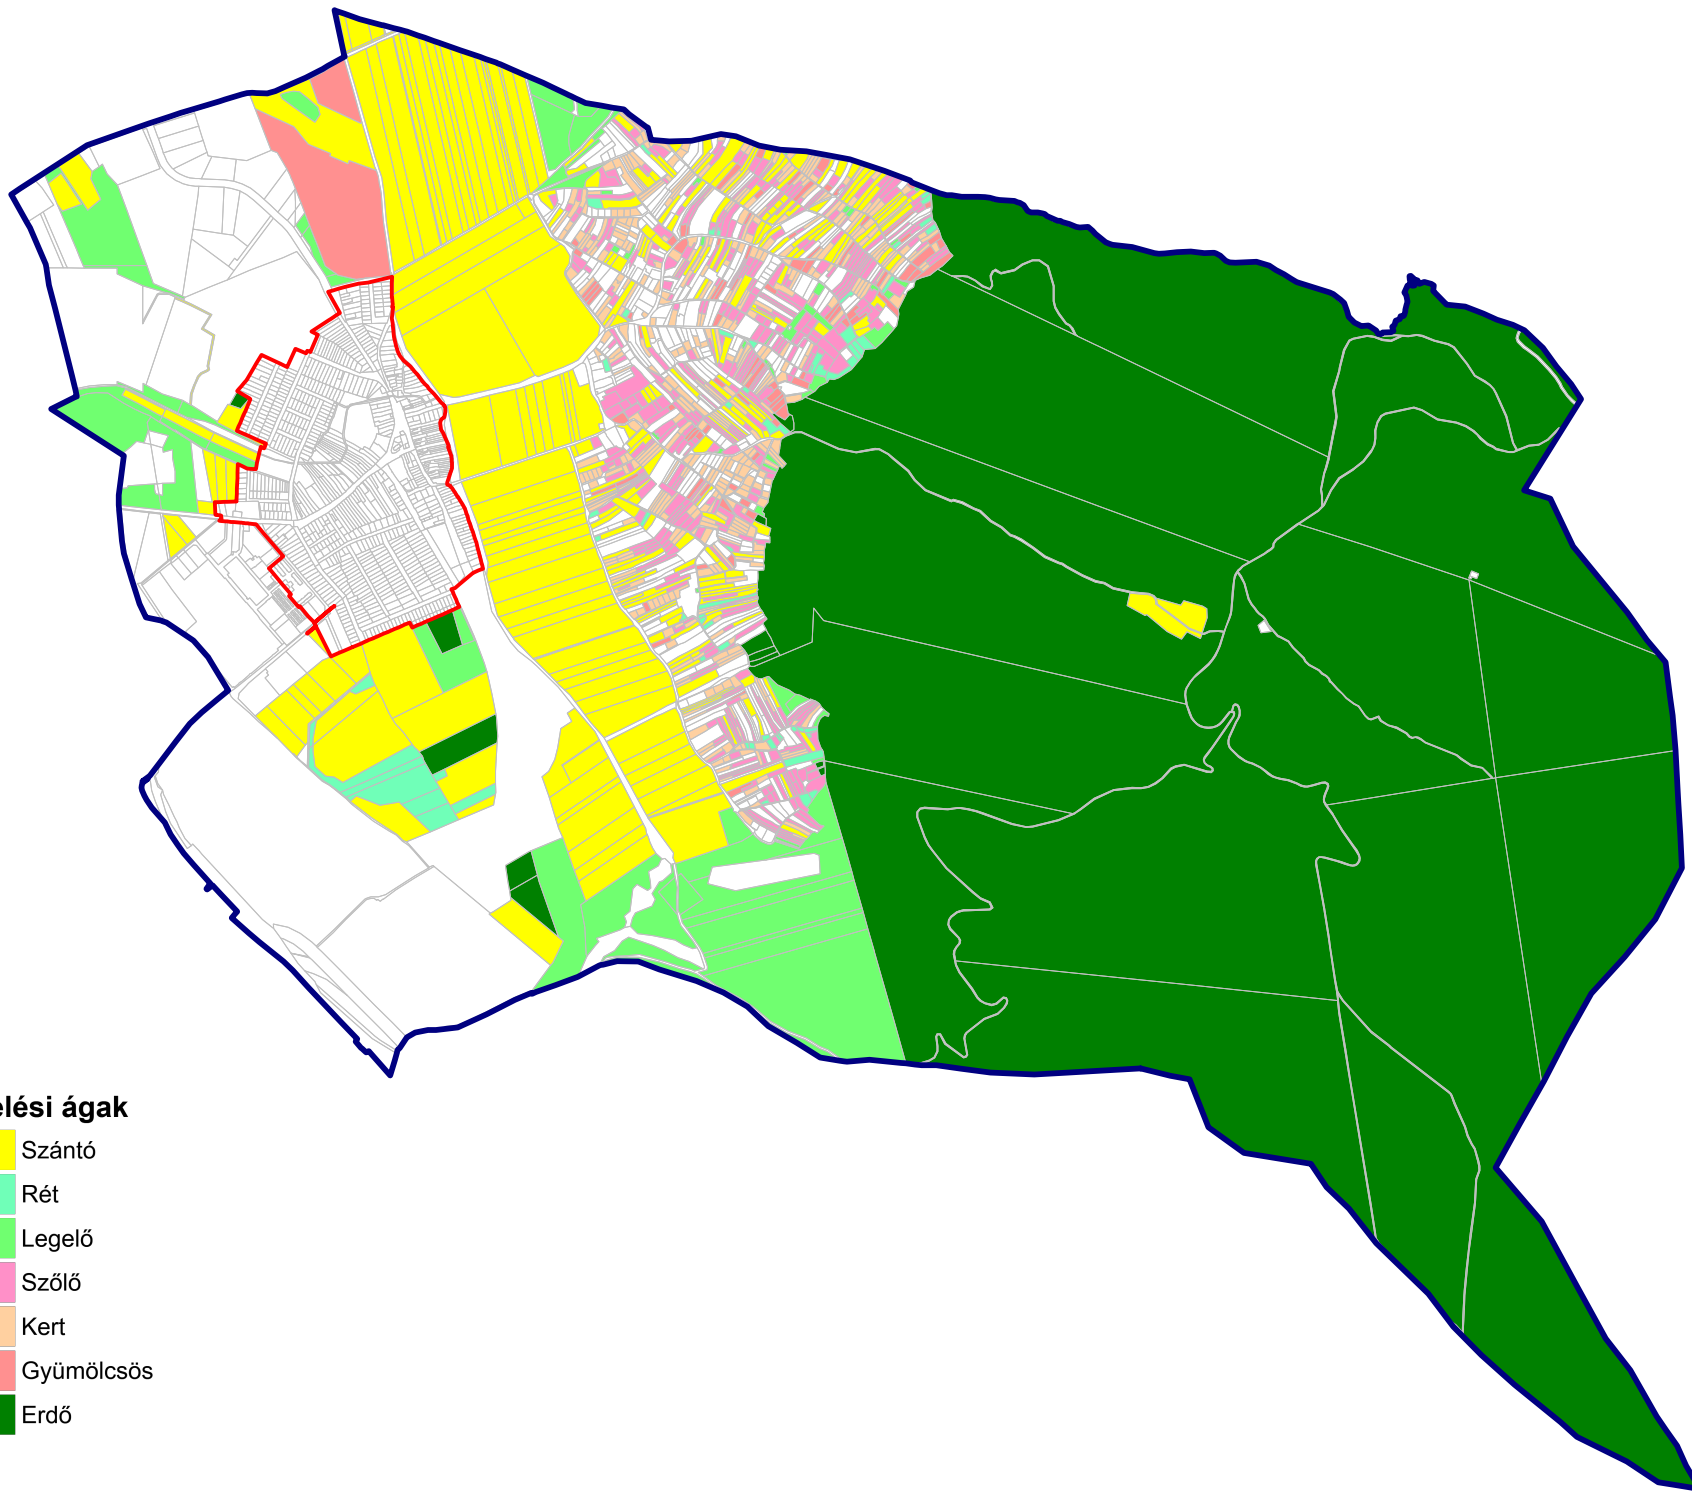 elési ágak
Szántó
Rét
Legelő
Szőlő
Kert
Gyümölcsös
Erdő